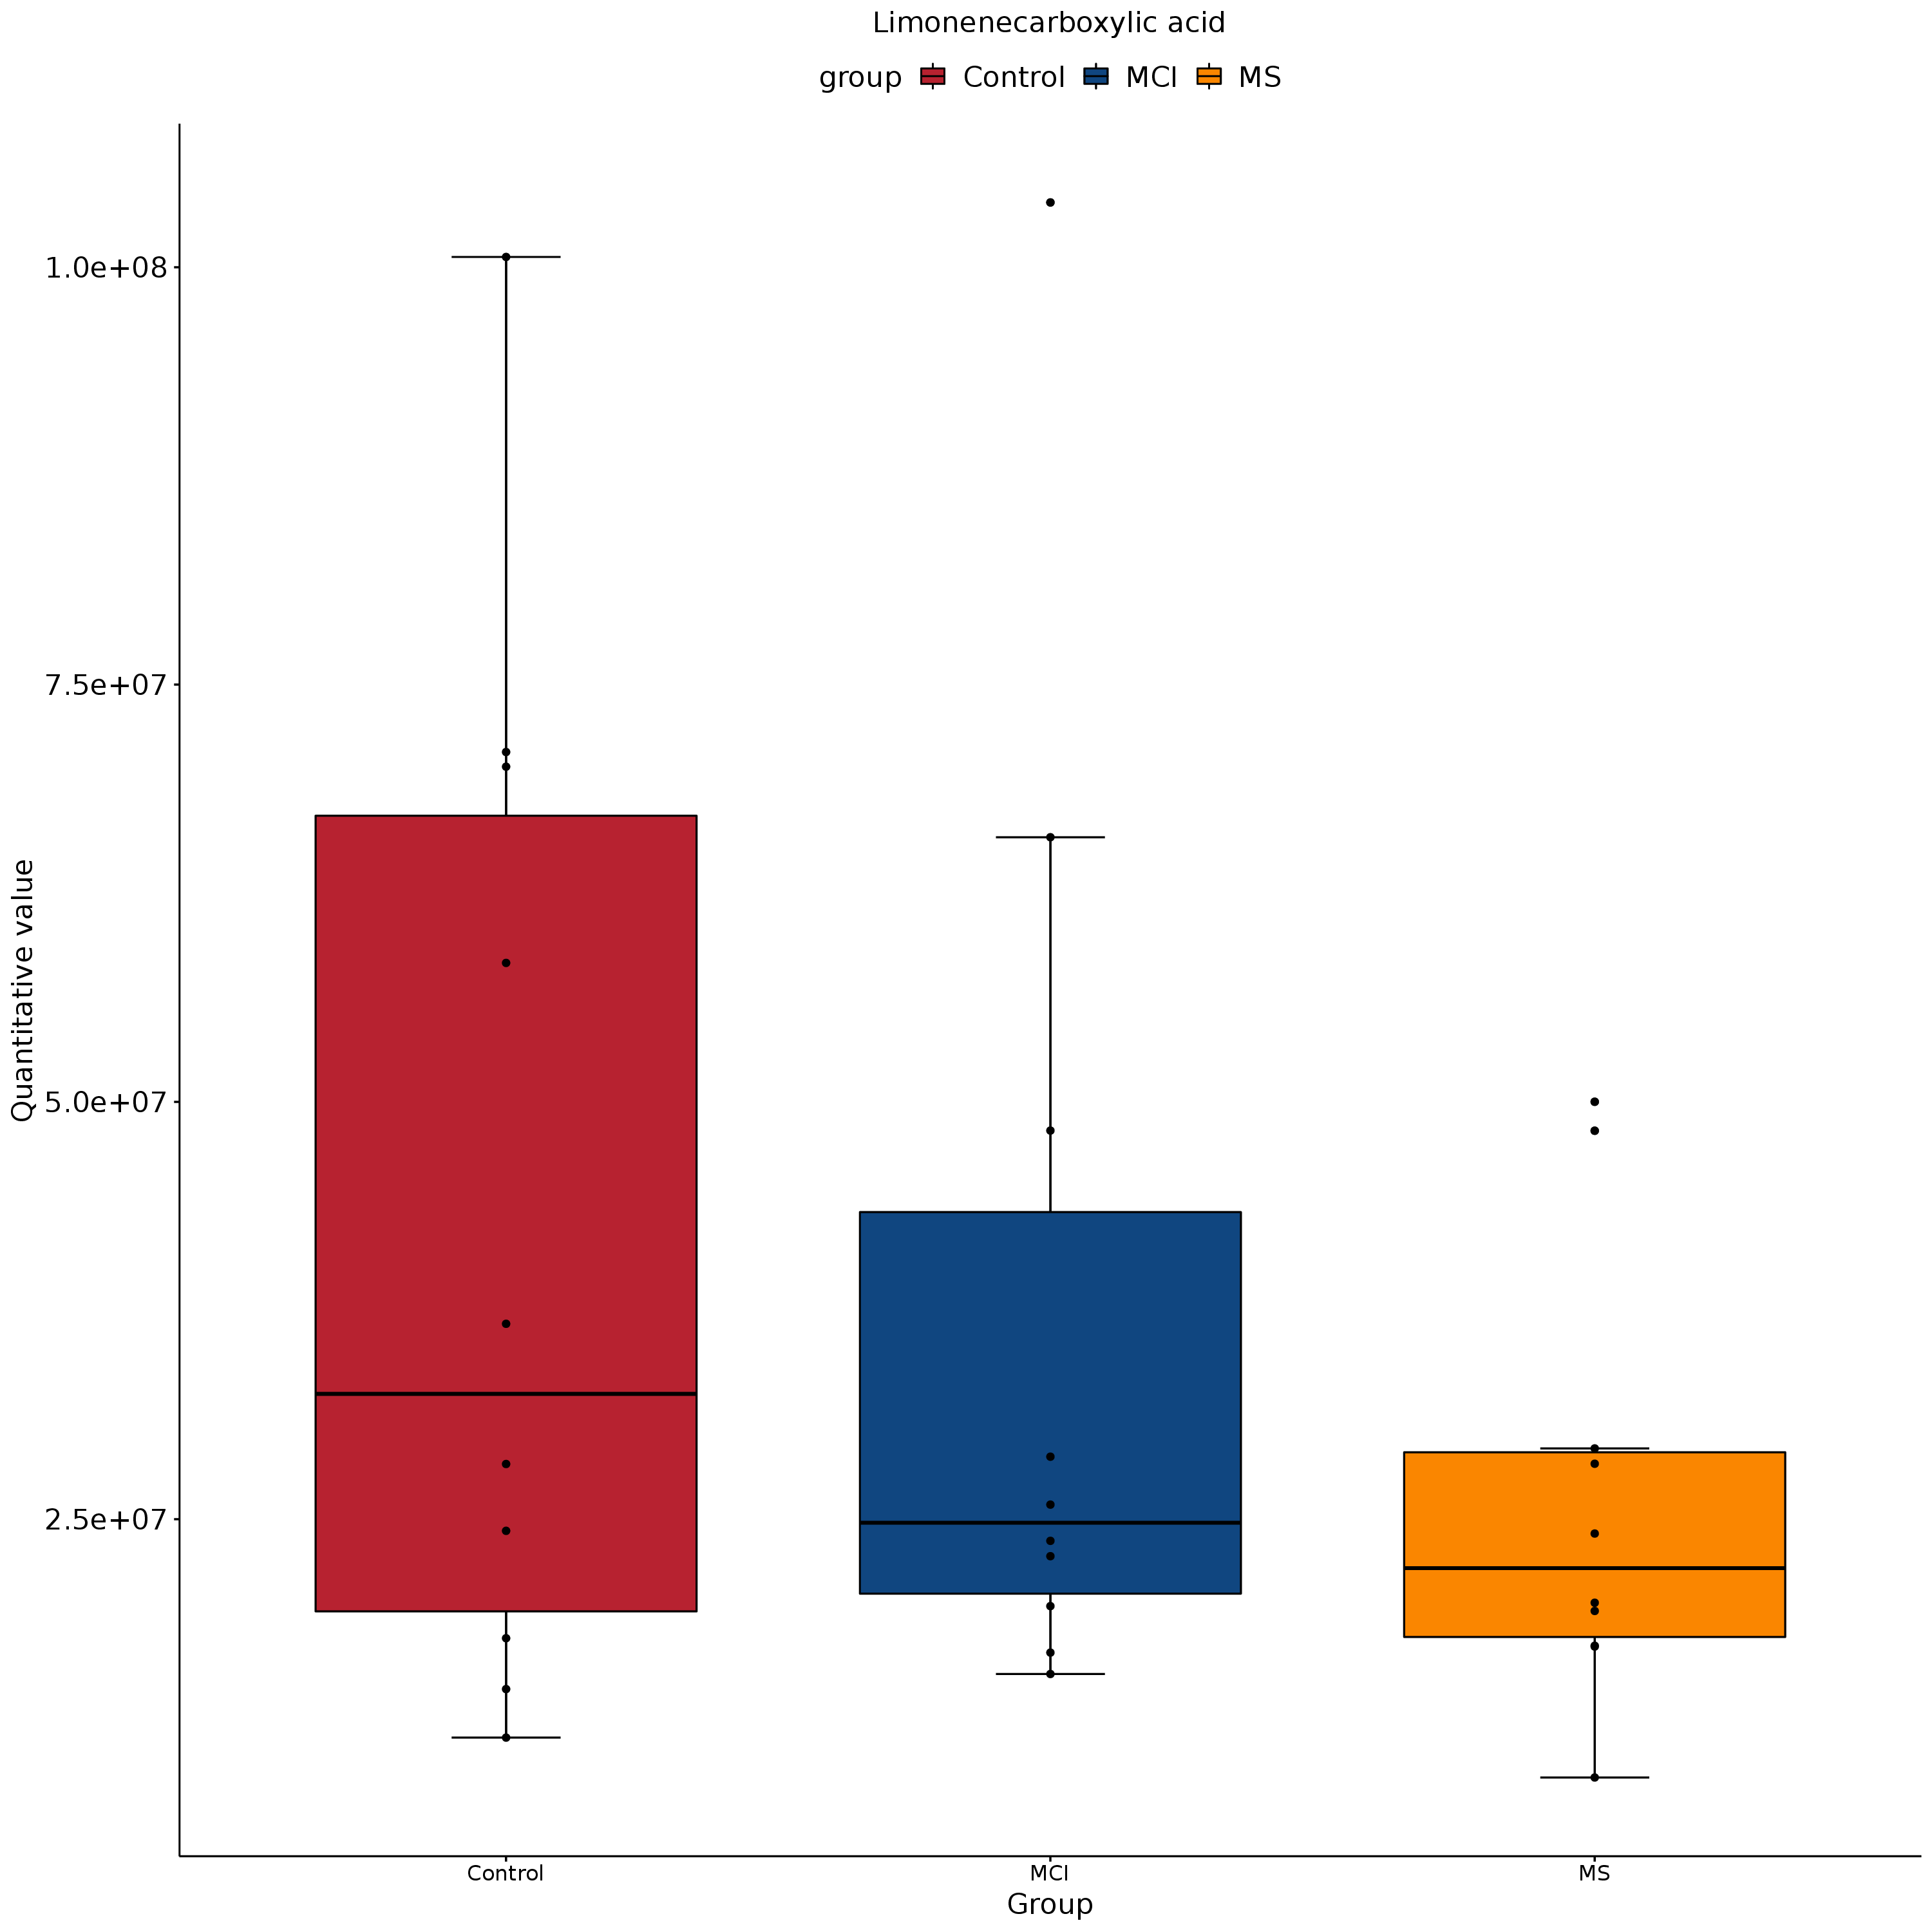 Limonenecarboxylic acid
group Control MCI MS
Quantitative value
1.0e+08
7.5e+07
5.0e+07
2.5e+07
Control MCI MS
Group